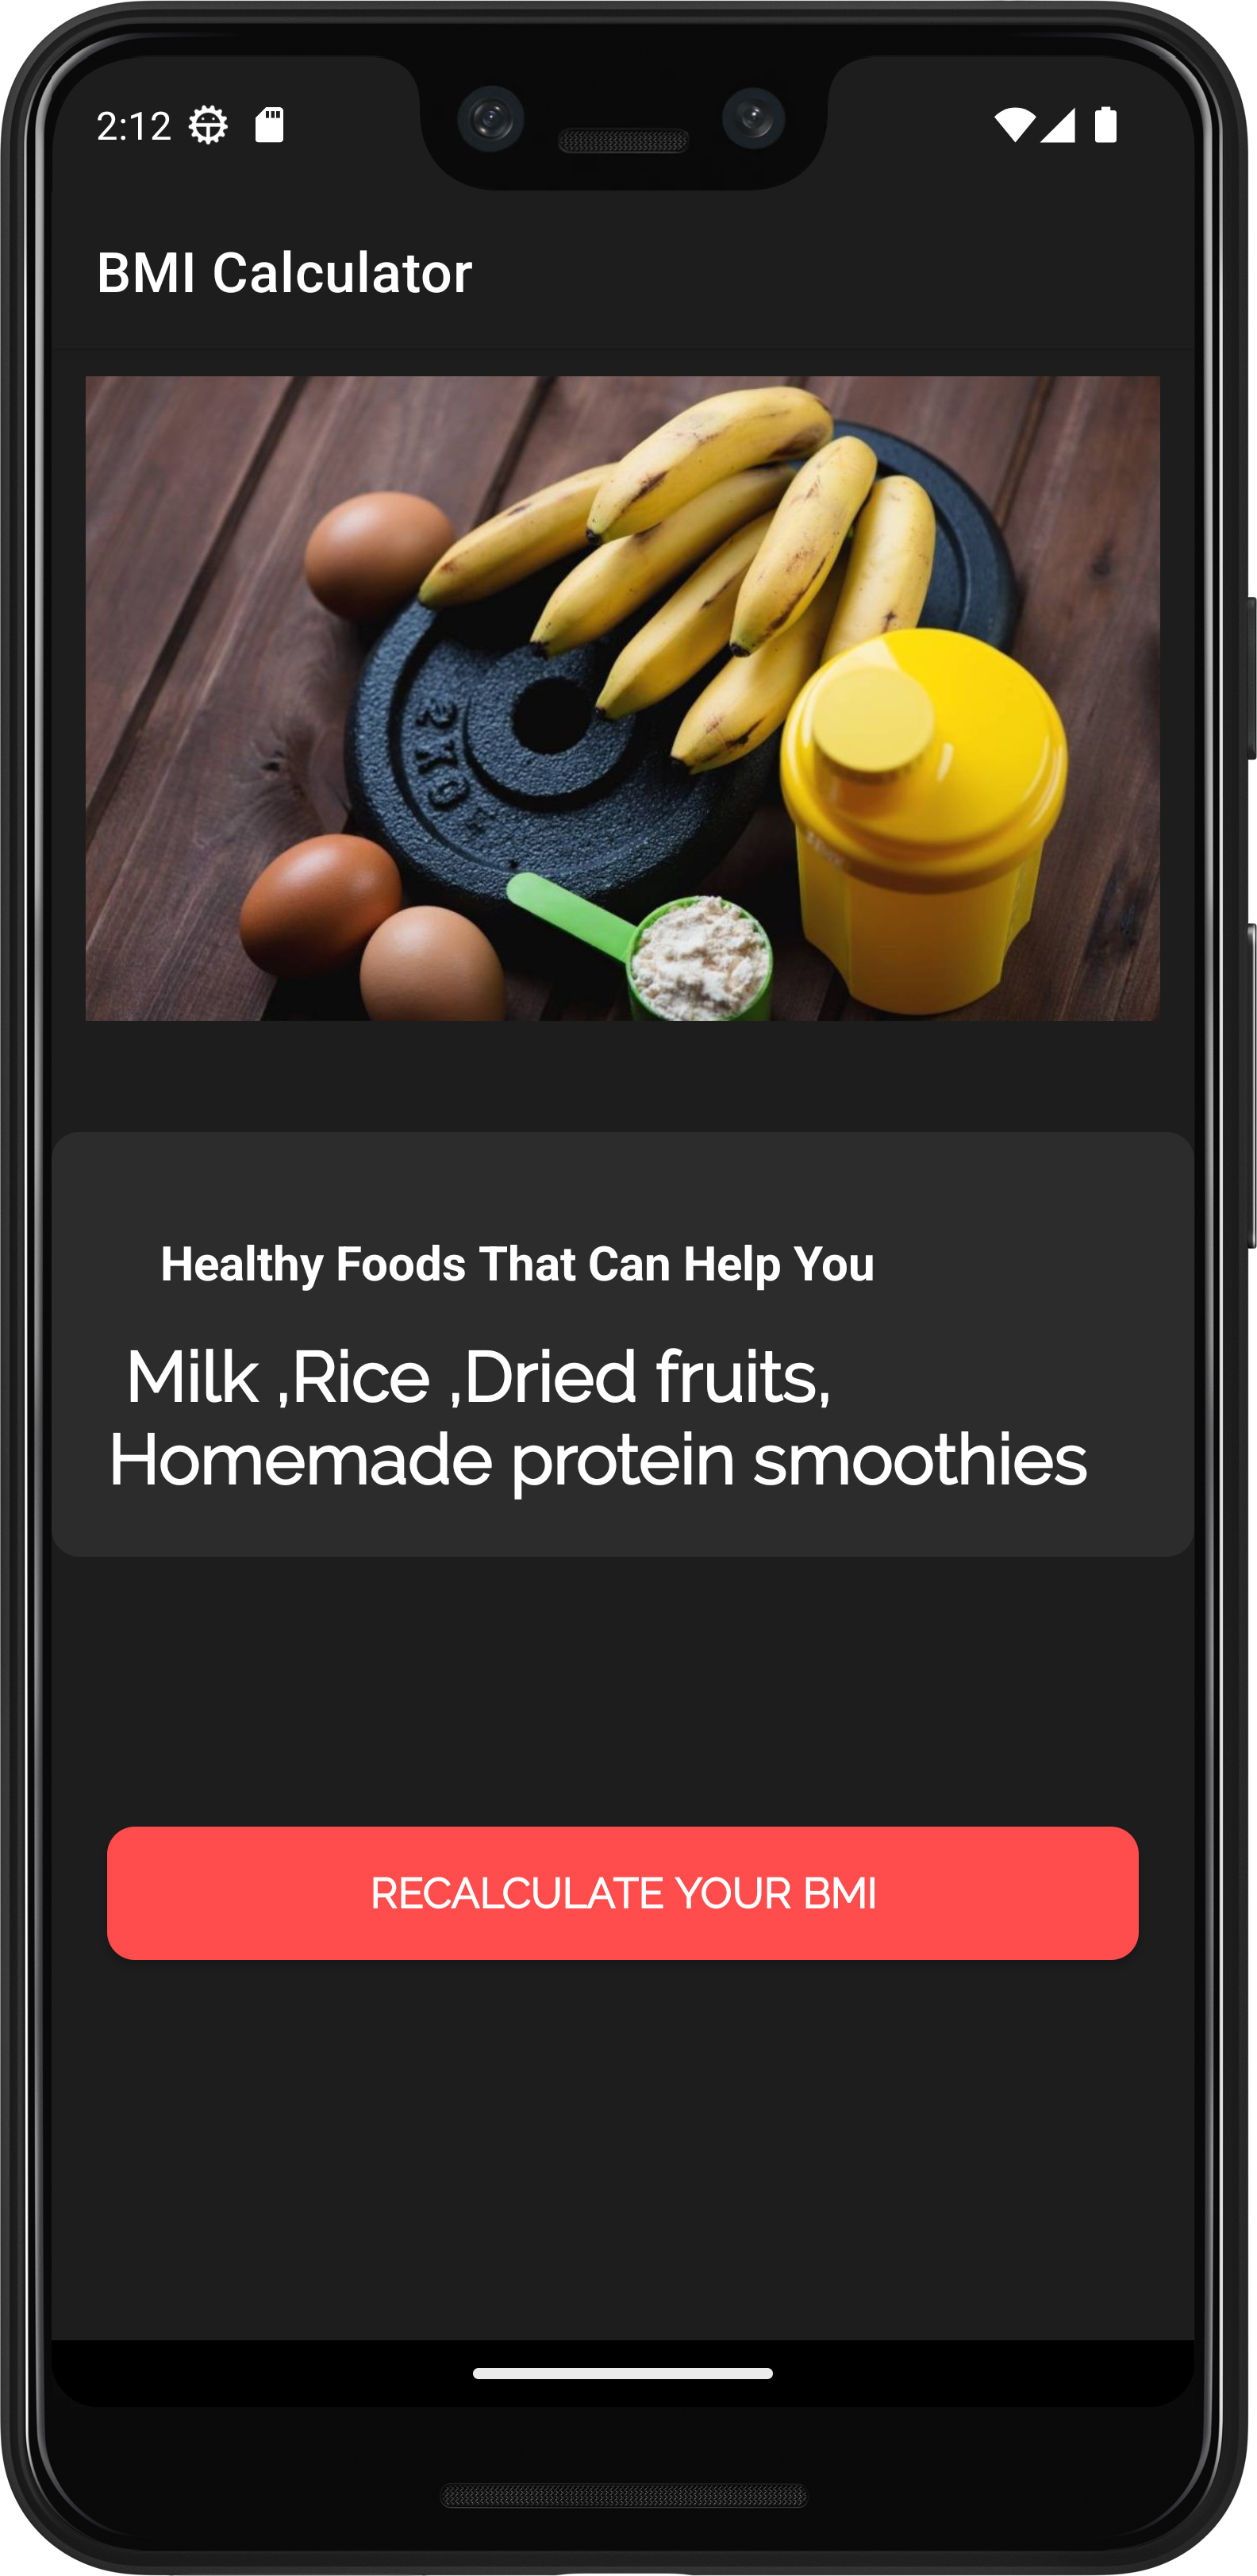 2:12
BMI Calculator
2KG
Healthy Foods That Can Help You
Milk ,Rice ,Dried fruits,
Homemade protein smoothies
RECALCULATE YOUR BMI